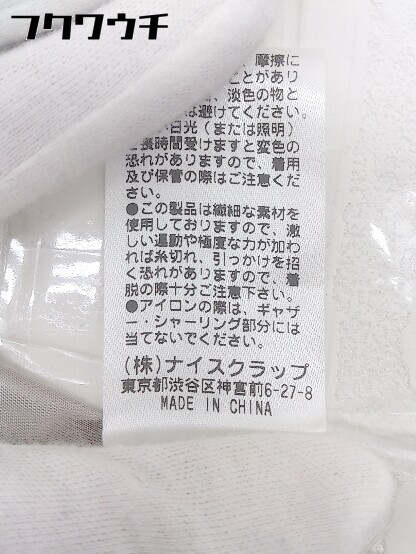 フクワウチ
、摩擦に
ことがあり
、淡色の物と
は避けてください。
日光（または照明）
長時間受けますと変色の
恐れがありますので、着用
及び保管の際はご注意くだ
さい。
●この製品は繊細な素材を
使用しておりますので、激
しい運動や極度な力が加わ
れば糸切れ、引っかけを招
く恐れがありますので、着
脱の際十分ご注意下さい。
●アイロンの際は、ギャザ
ー・シャーリング部分には
当てないでください。
（株）ナイスクラップ
東京都渋谷区神宮前6-27-8
MADE IN CHINA